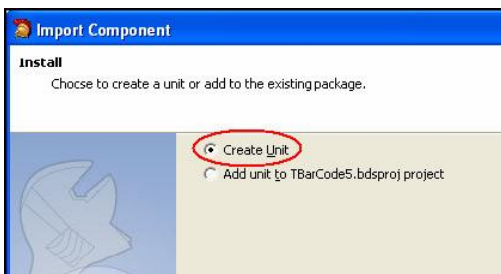 Import Component
Install
Choose to create a unit or add to the existing package.
Create Unit
Add unit to TBarCode5.bdsproj project